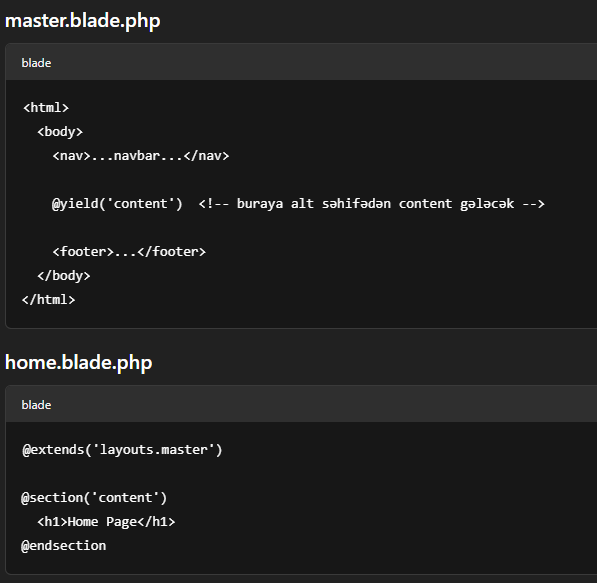 master.blade.php
blade
<html>
<body>
<nav>...navbar...</nav>
@yield('content')  <!-- buraya alt səhifədən content gələcək -->
<footer>...</footer>
</body>
</html>
home.blade.php
blade
@extends('layouts.master')
@section('content')
<h1>Home Page</h1>
@endsection